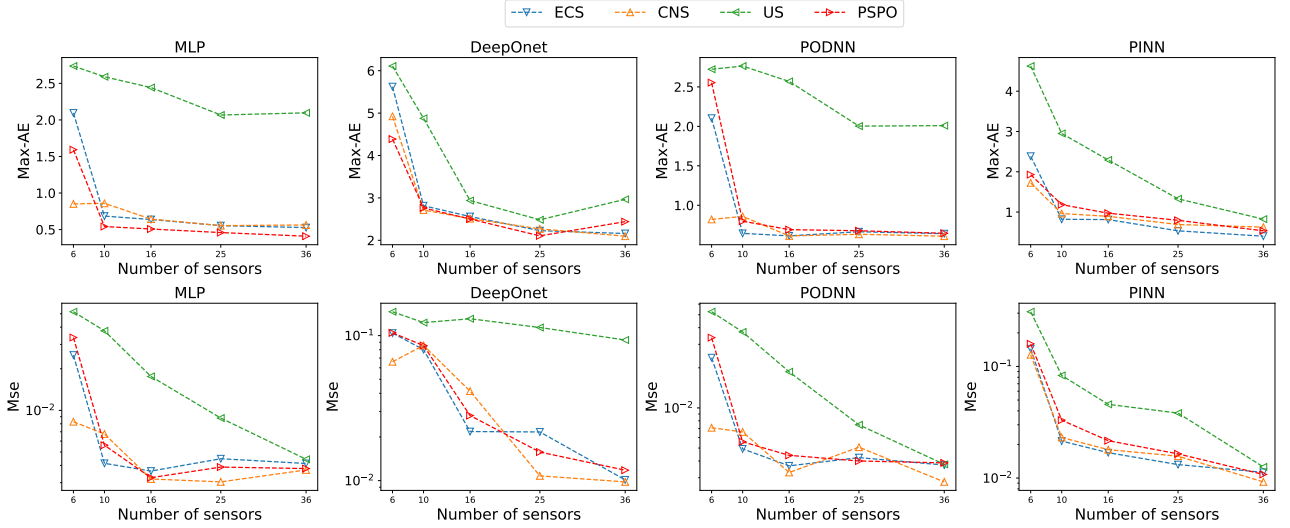 ECS CNS US PSPO
MLP DeepOnet PODNN PINN
Max-AE Max-AE Max-AE Max-AE
2.5 2.0 1.5 1.0 0.5
6 5 4 3 2
2.5 2.0 1.5 1.0
4 3 2 1
6 10 16 25 36 6 10 16 25 36 6 10 16 25 36 6 10 16 25 36
Number of sensors Number of sensors Number of sensors Number of sensors
MLP DeepOnet PODNN PINN
Mse Mse Mse Mse
10⁻²
10⁻¹ 10⁻²
10⁻²
10⁻¹ 10⁻²
6 10 16 25 36 6 10 16 25 36 6 10 16 25 36 6 10 16 25 36
Number of sensors Number of sensors Number of sensors Number of sensors